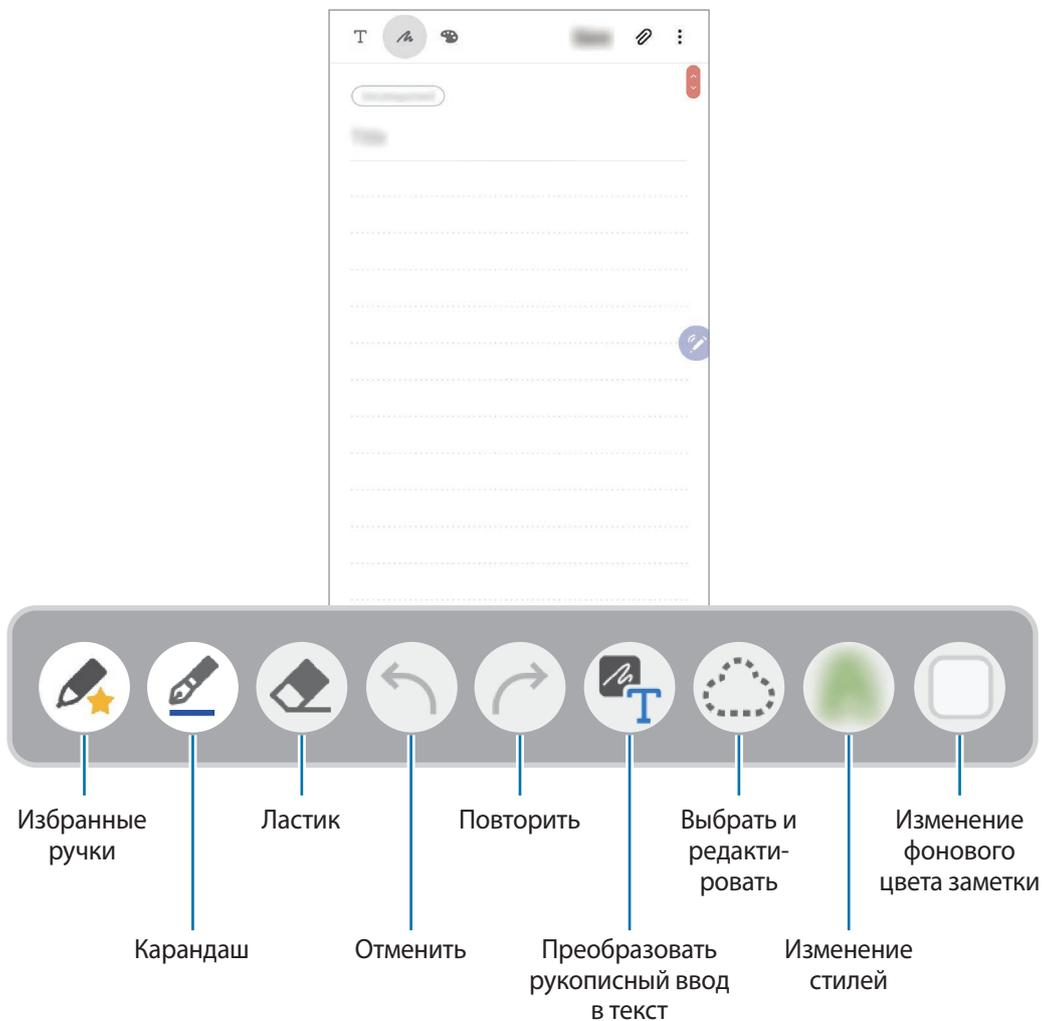 T
T
Избранные
ручки
Ластик
Повторить
Выбрать и
редакти-
ровать
Изменение
фонового
цвета заметки
Карандаш
Отменить
Преобразовать
рукописный ввод
в текст
Изменение
стилей